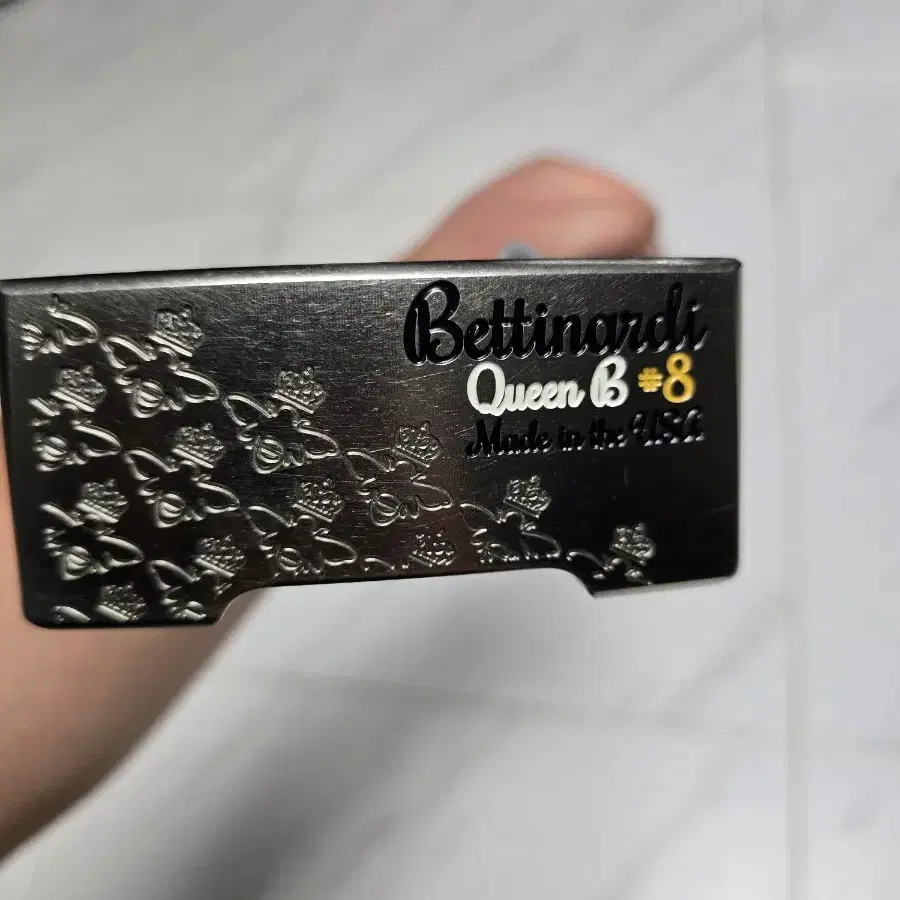 Bettinardi
Queen B #8
Made in the USA